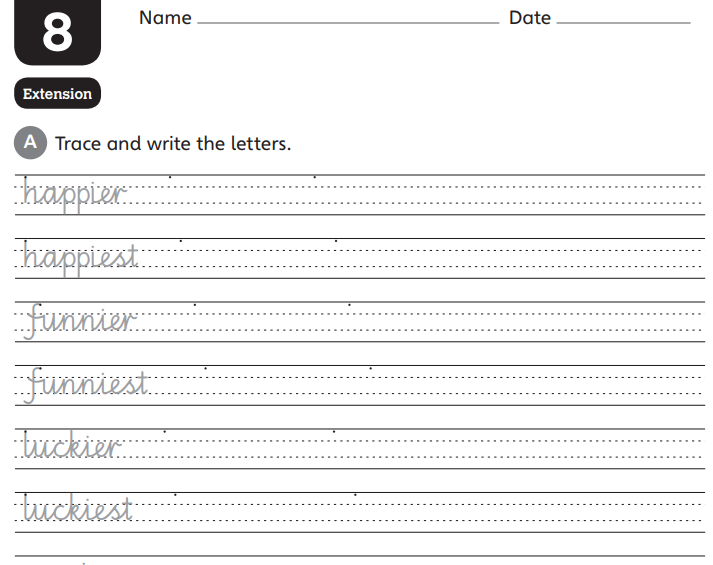 8
Name
Date
Extension
A Trace and write the letters.
happier
happiest
funnier
funniest
luckier
luckiest